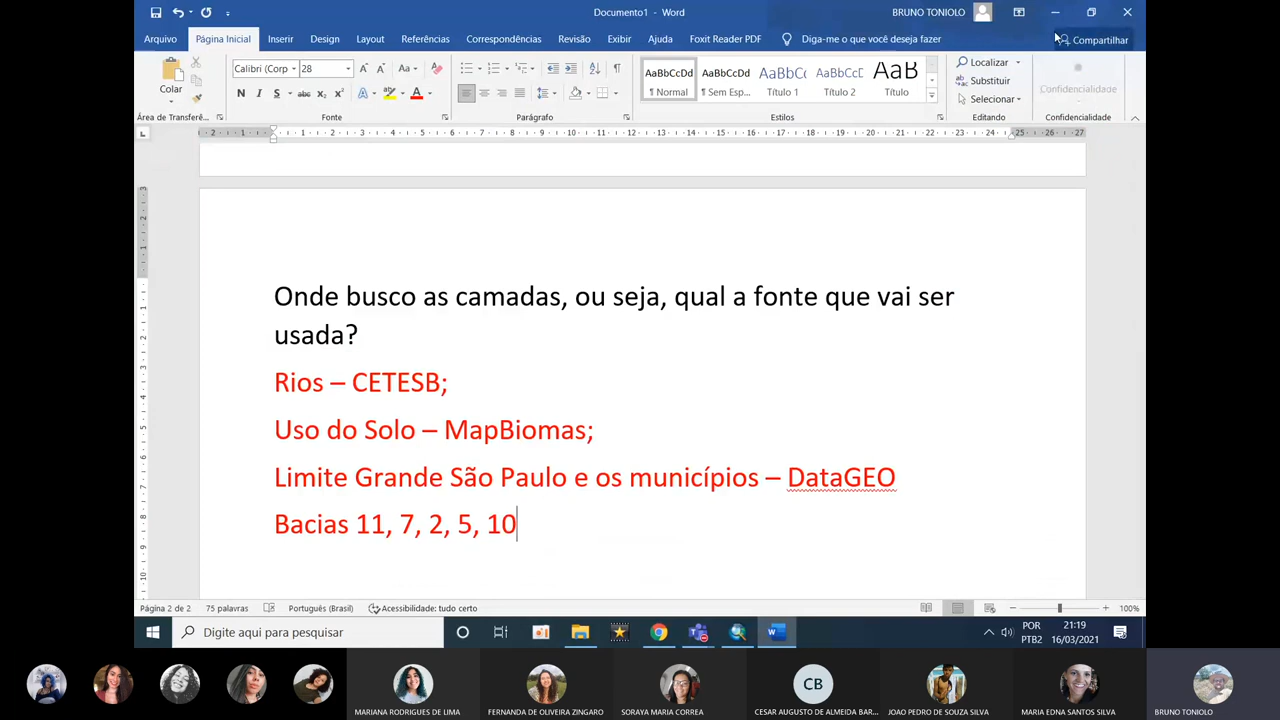 Documento1 - Word
BRUNO TONIOLO
Arquivo Página Inicial Inserir Design Layout Referências Correspondências Revisão Exibir Ajuda Foxit Reader PDF Diga-me o que você deseja fazer Compartilhar
Colar
Calibri (Corp 28
AaBbCcDd AaBbCcDd AaBbCc AaBbCcE AaB
¶ Normal ¶ Sem Esp... Título 1 Título 2 Título
Localizar
Substituir
Selecionar
Confidencialidade
Área de Transferê... Fonte Parágrafo Estilos Editando Confidencialidade
Onde busco as camadas, ou seja, qual a fonte que vai ser
usada?
Rios – CETESB;
Uso do Solo – MapBiomas;
Limite Grande São Paulo e os municípios – DataGEO
Bacias 11, 7, 2, 5, 10
Página 2 de 2 75 palavras Português (Brasil) Acessibilidade: tudo certo 100%
Digite aqui para pesquisar
POR 21:19
PTB2 16/03/2021
CB
MARIANA RODRIGUES DE LIMA FERNANDA DE OLIVEIRA ZINGARO SORAYA MARIA CORREA CESAR AUGUSTO DE ALMEIDA BAR... JOAO PEDRO DE SOUZA SILVA MARIA EDNA SANTOS SILVA BRUNO TONIOLO